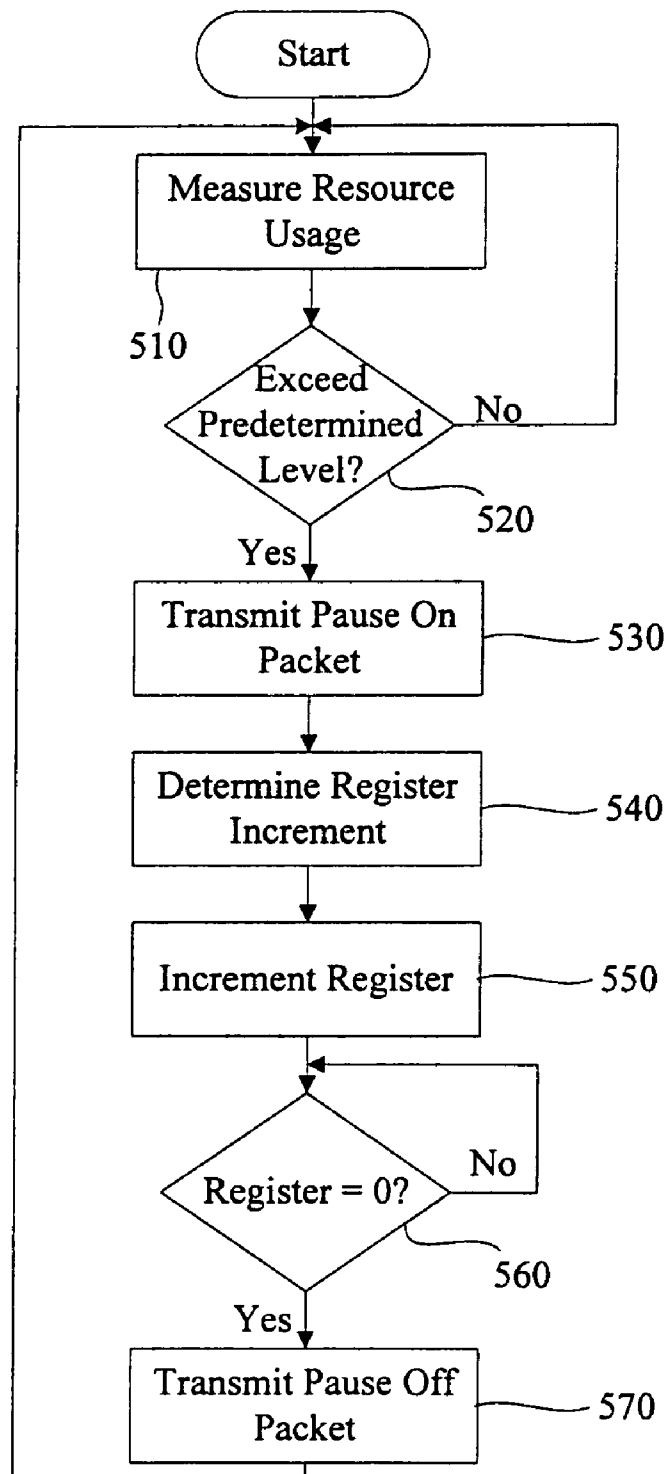 Start
Measure Resource
Usage
510
Exceed
Predetermined
Level?
No
520
Yes
Transmit Pause On
Packet
530
Determine Register
Increment
540
Increment Register
550
Register = 0?
No
560
Yes
Transmit Pause Off
Packet
570